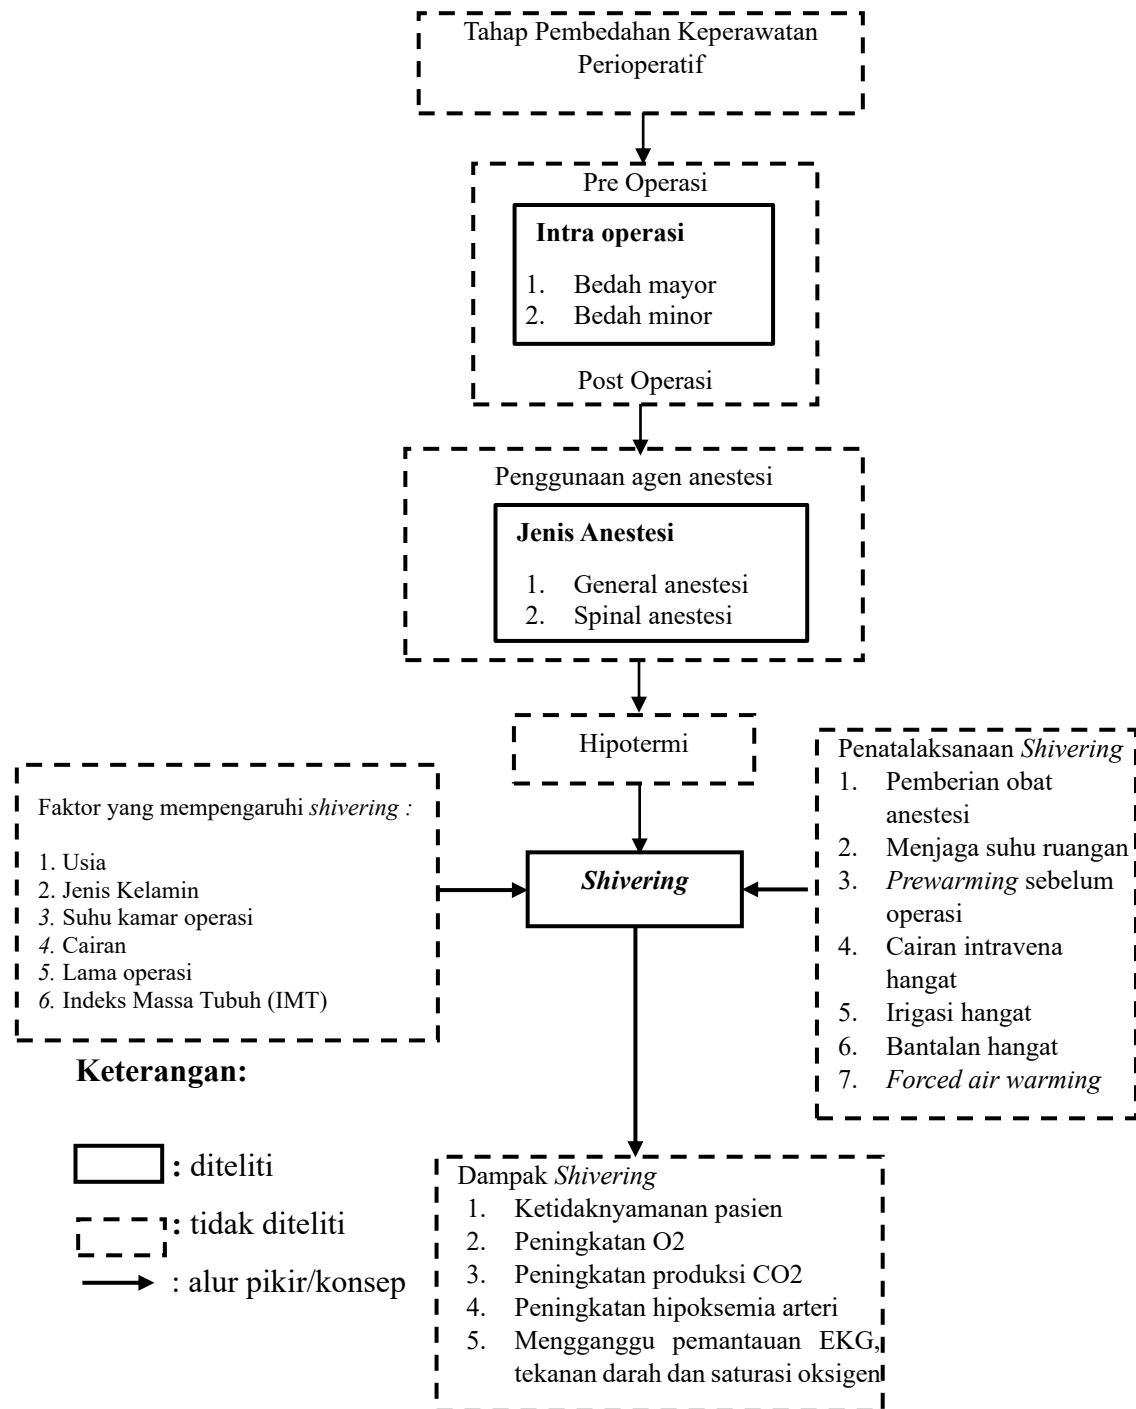 Tahap Pembedahan Keperawatan
Perioperatif
Pre Operasi
Intra operasi
1. Bedah mayor
2. Bedah minor
Post Operasi
Penggunaan agen anestesi
Jenis Anestesi
1. General anestesi
2. Spinal anestesi
Hipotermi
Faktor yang mempengaruhi shivering :
1. Usia
2. Jenis Kelamin
3. Suhu kamar operasi
4. Cairan
5. Lama operasi
6. Indeks Massa Tubuh (IMT)
Shivering
Penatalaksanaan Shivering
1. Pemberian obat
anestesi
2. Menjaga suhu ruangan
3. Prewarming sebelum
operasi
4. Cairan intravena
hangat
5. Irigasi hangat
6. Bantalan hangat
7. Forced air warming
Keterangan:
: diteliti
: tidak diteliti
: alur pikir/konsep
Dampak Shivering
1. Ketidaknyamanan pasien
2. Peningkatan O2
3. Peningkatan produksi CO2
4. Peningkatan hipoksemia arteri
5. Mengganggu pemantauan EKG,
tekanan darah dan saturasi oksigen